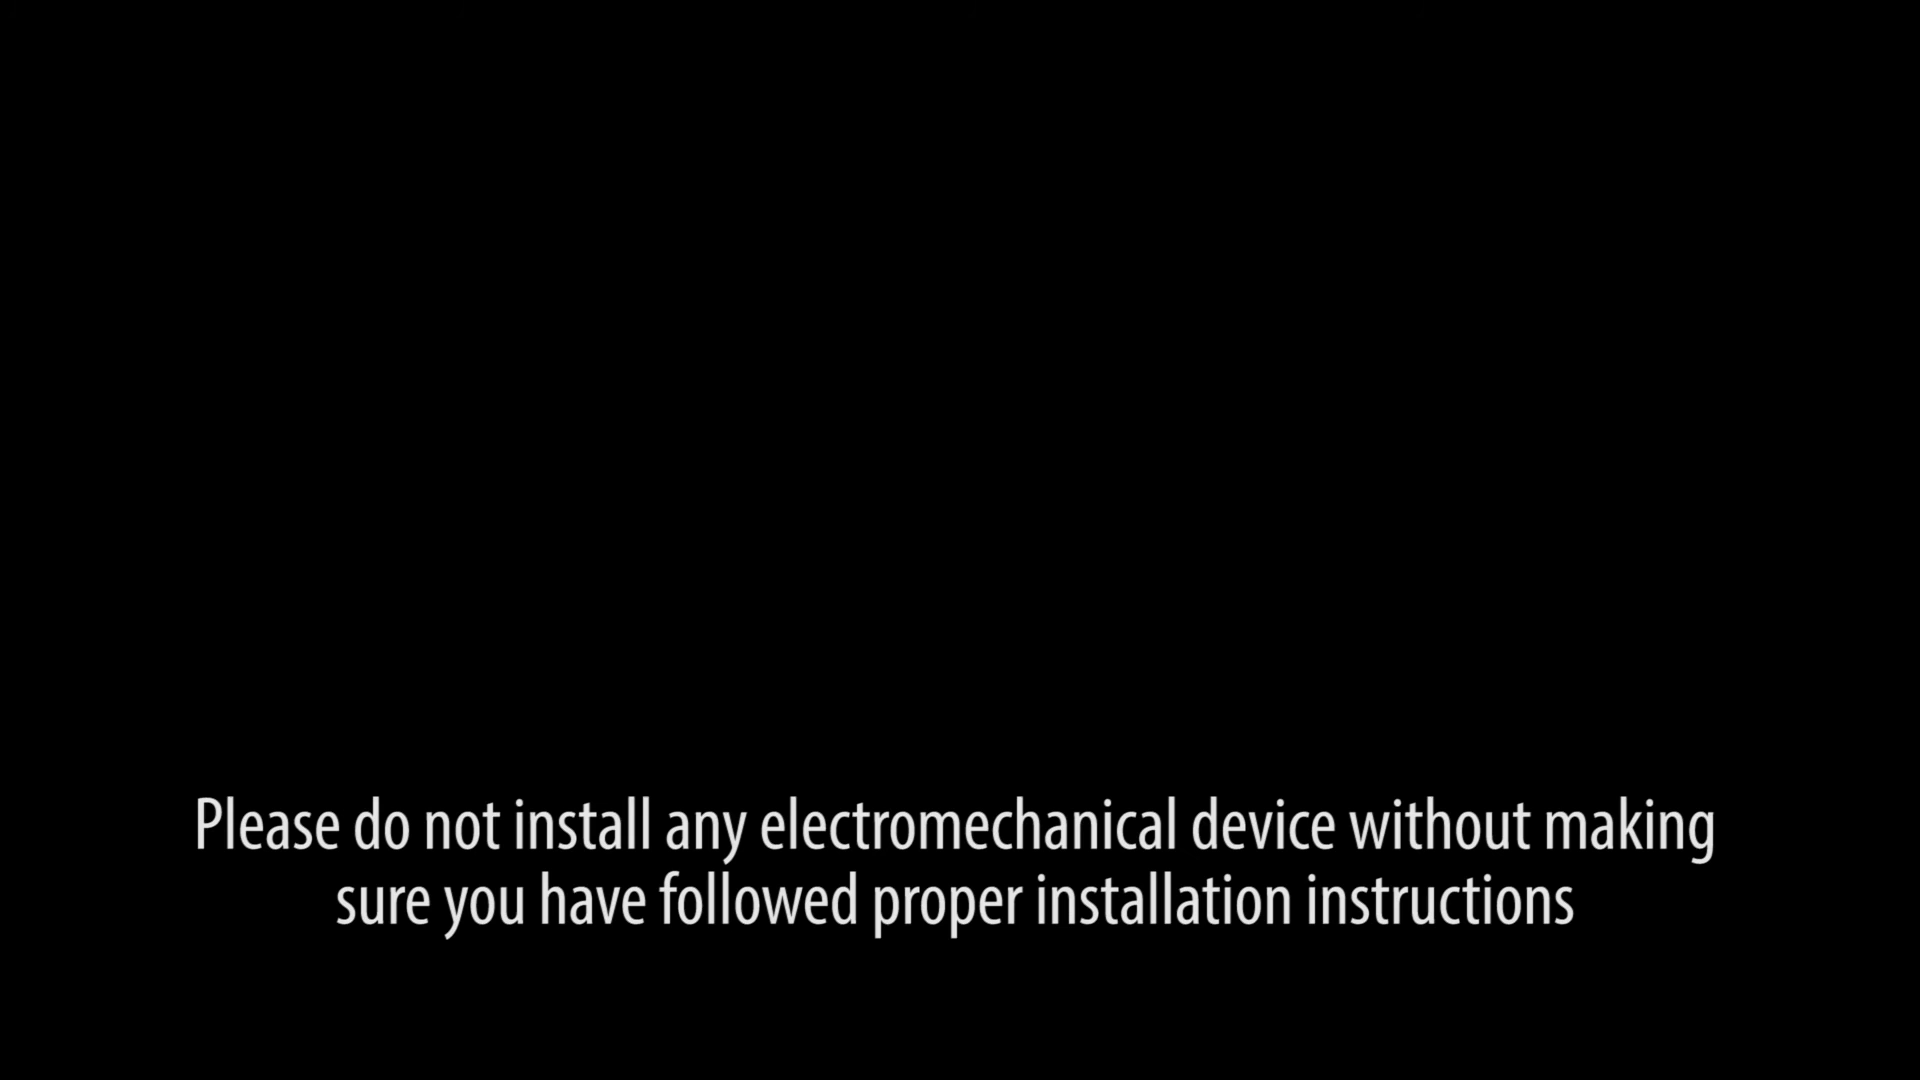 Please do not install any electromechanical device without making
sure you have followed proper installation instructions